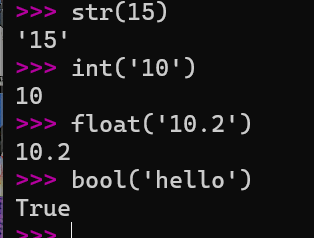 >>> str(15)
'15'
>>> int('10')
10
>>> float('10.2')
10.2
>>> bool('hello')
True
>>>